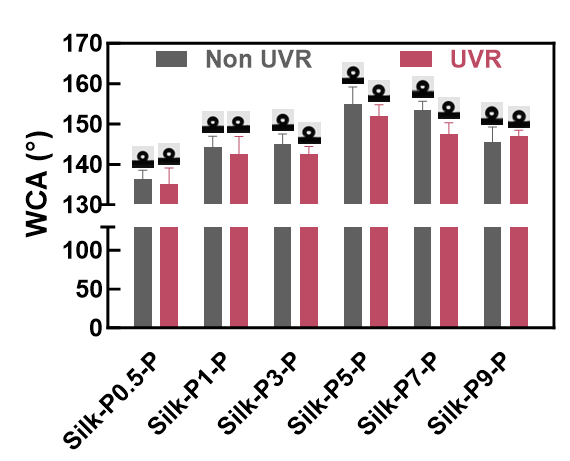 170
Non UVR UVR
160
150
140
130
100
50
0
WCA (°)
Silk-P0.5-P
Silk-P1-P
Silk-P3-P
Silk-P5-P
Silk-P7-P
Silk-P9-P